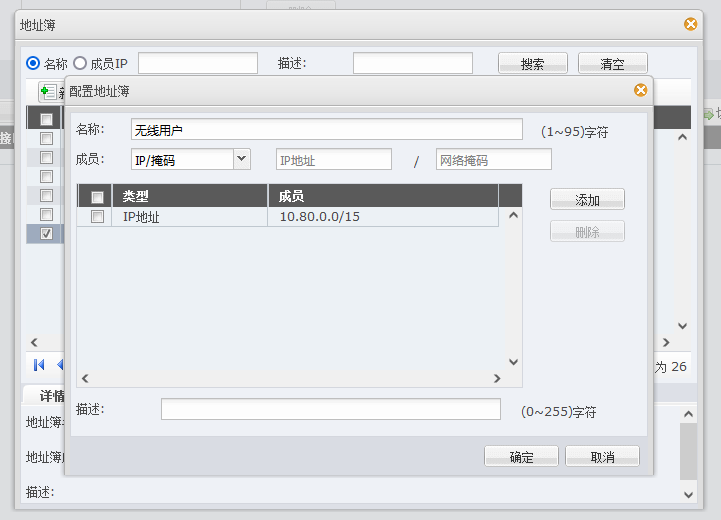 地址簿
名称 成员IP 描述: 搜索 清空
配置地址簿
名称: 无线用户 (1~95)字符
成员: IP/掩码 IP地址 / 网络掩码
类型 成员 添加
IP地址 10.80.0.0/15
删除
为 26
详情
描述: (0~255)字符
地址簿
确定 取消
地址簿
描述: